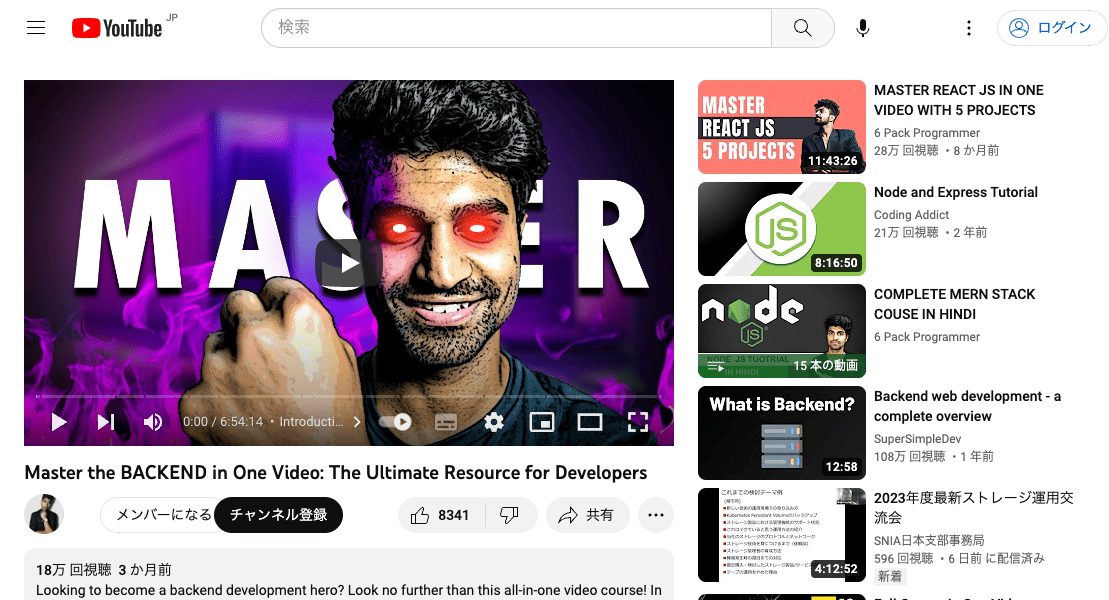 YouTube JP
検索
ログイン
MASTER
0:00 / 6:54:14 • Introducti...
Master the BACKEND in One Video: The Ultimate Resource for Developers
メンバーになる
チャンネル登録
8341
共有
18万 回視聴 3 か月前
Looking to become a backend development hero? Look no further than this all-in-one video course! In
MASTER
REACT JS
5 PROJECTS
11:43:26
MASTER REACT JS IN ONE
VIDEO WITH 5 PROJECTS
6 Pack Programmer
28万 回視聴 ・8 か月前
JS
8:16:50
Node and Express Tutorial
Coding Addict
21万 回視聴 ・2 年前
node
JS
NODE JS TUOTRIAL
IN HINDI
15 本の動画
COMPLETE MERN STACK
COUSE IN HINDI
6 Pack Programmer
What is Backend?
12:58
Backend web development - a
complete overview
SuperSimpleDev
108万 回視聴 ・1 年前
これまでの検討テーマ例
4:12:52
2023年度最新ストレージ運用交
流会
SNIA日本支部事務局
596 回視聴 ・6 日前 に配信済み
新着